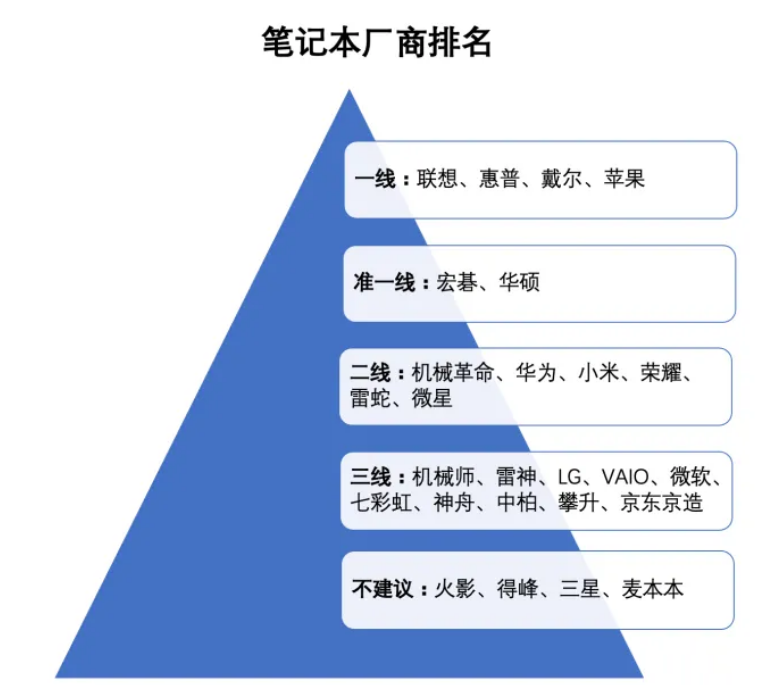 笔记本厂商排名
一线：联想、惠普、戴尔、苹果
准一线：宏碁、华硕
二线：机械革命、华为、小米、荣耀、
雷蛇、微星
三线：机械师、雷神、LG、VAIO、微软、
七彩虹、神舟、中柏、攀升、京东京造
不建议：火影、得峰、三星、麦本本